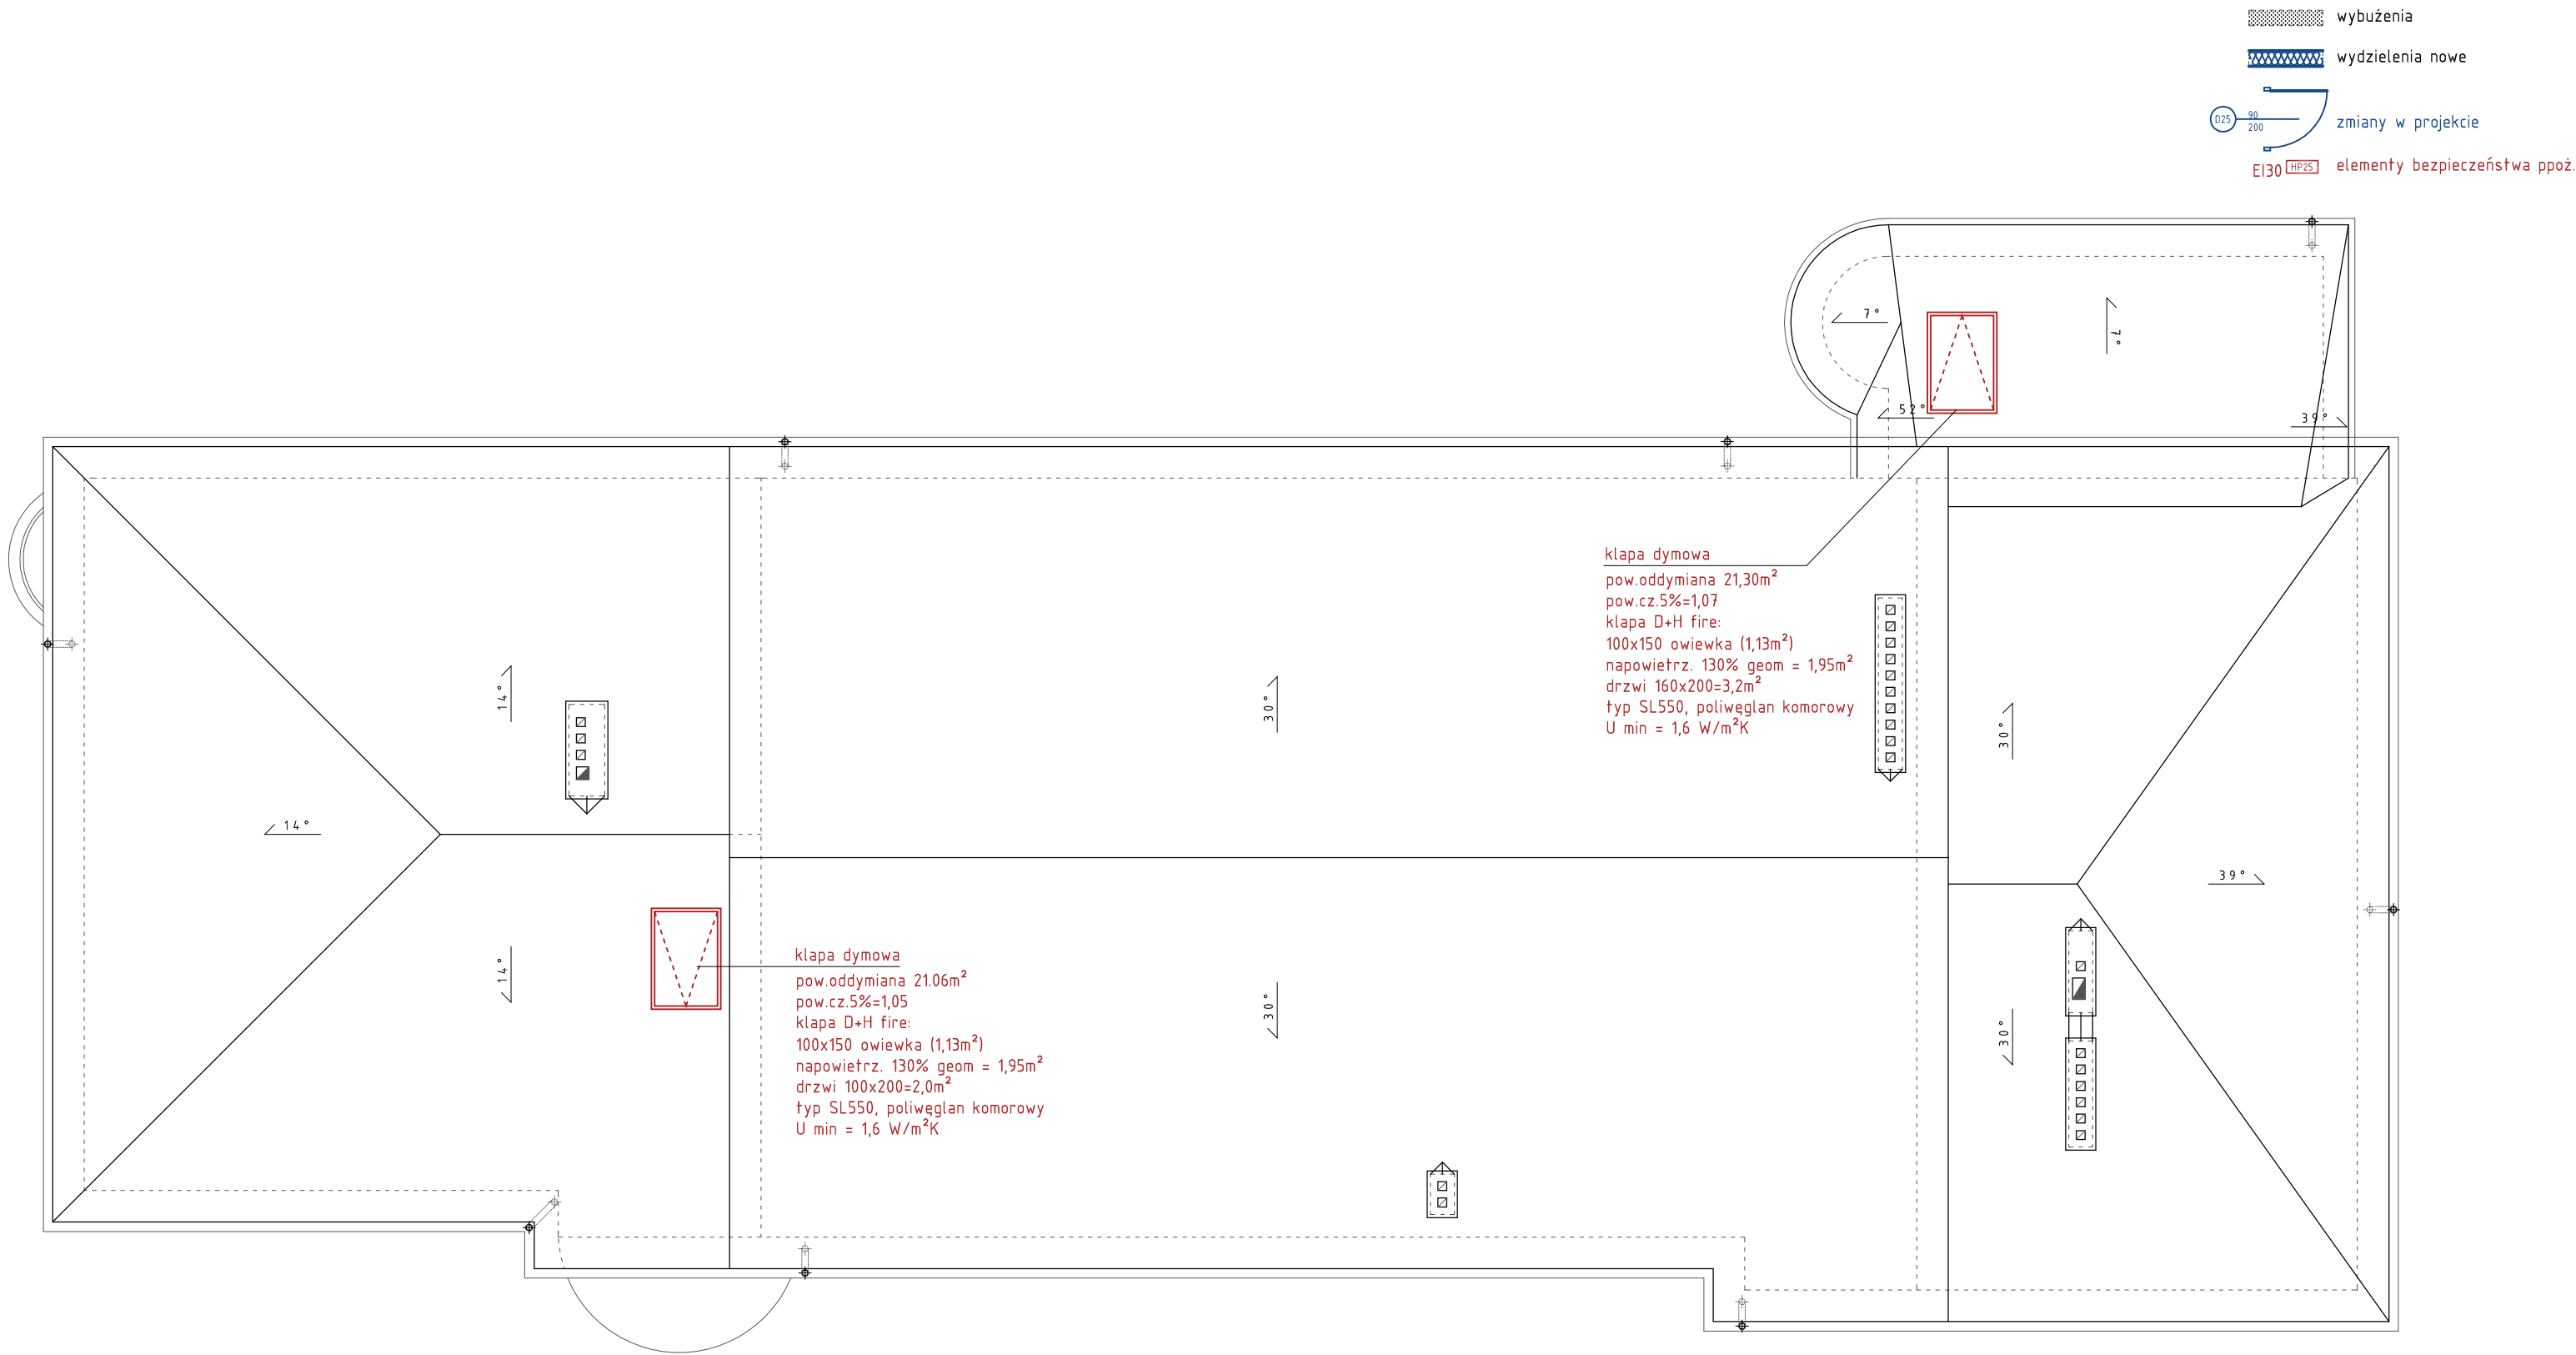 wybużenia
wydzielenia nowe
D25 90 200
zmiany w projekcie
EI30 HP25 elementy bezpieczeństwa ppoż.
7°
7°
52°
39°
klapa dymowa
pow.oddymiana 21,30m²
pow.cz.5%=1,07
klapa D+H fire:
100x150 owiewka (1,13m²)
napowietrz. 130% geom = 1,95m²
drzwi 160x200=3,2m²
typ SL550, poliwęglan komorowy
U min = 1,6 W/m²K
14°
30°
30°
14°
39°
14°
30°
30°
klapa dymowa
pow.oddymiana 21.06m²
pow.cz.5%=1,05
klapa D+H fire:
100x150 owiewka (1,13m²)
napowietrz. 130% geom = 1,95m²
drzwi 100x200=2,0m²
typ SL550, poliwęglan komorowy
U min = 1,6 W/m²K